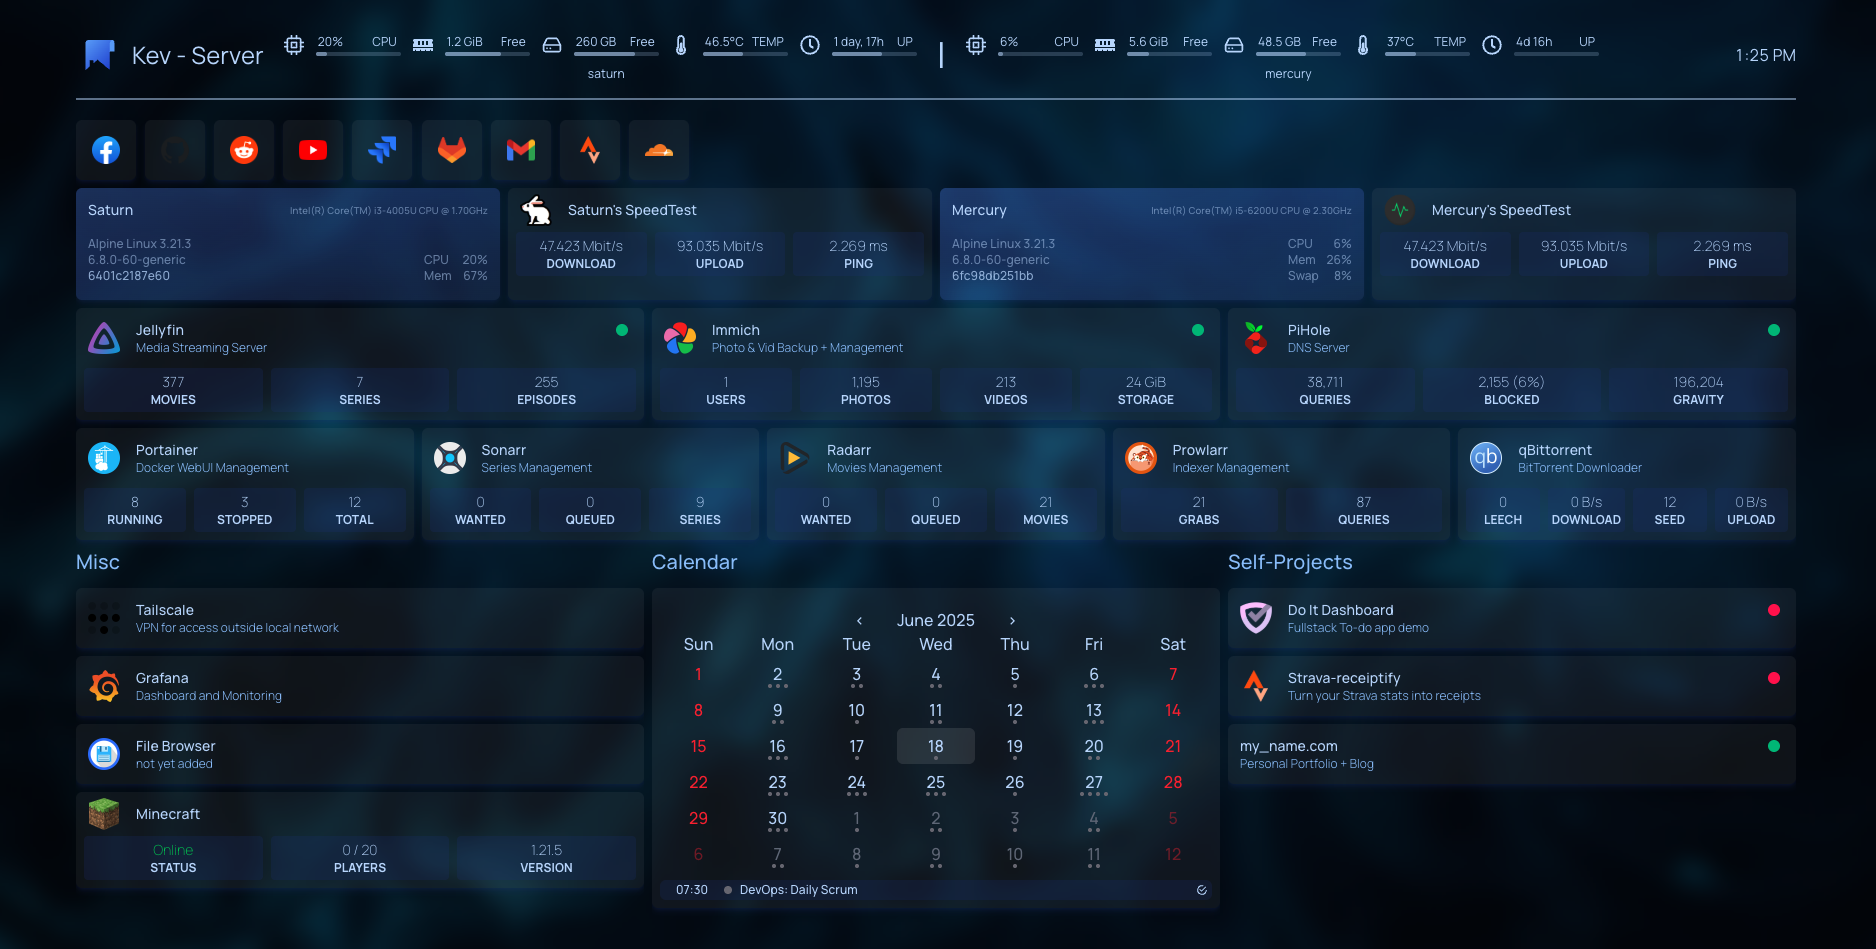 Kev - Server
20% CPU
1.2 GiB Free
260 GB Free
46.5°C TEMP
1 day, 17h UP
saturn
6% CPU
5.6 GiB Free
48.5 GB Free
37°C TEMP
4d 16h UP
mercury
1:25 PM
Saturn
Intel(R) Core(TM) i3-4005U CPU @ 1.70GHz
Alpine Linux 3.21.3
6.8.0-60-generic
CPU 20%
6401c2187e60
Mem 67%
Saturn's SpeedTest
47.423 Mbit/s 93.035 Mbit/s 2.269 ms
DOWNLOAD UPLOAD PING
Mercury
Intel(R) Core(TM) i5-6200U CPU @ 2.30GHz
Alpine Linux 3.21.3
CPU 6%
6.8.0-60-generic
Mem 26%
6fc98db251bb
Swap 8%
Mercury's SpeedTest
47.423 Mbit/s 93.035 Mbit/s 2.269 ms
DOWNLOAD UPLOAD PING
Jellyfin
Media Streaming Server
377 7 255
MOVIES SERIES EPISODES
Immich
Photo & Vid Backup + Management
1 1,195 213 24 GiB
USERS PHOTOS VIDEOS STORAGE
PiHole
DNS Server
38,711 2,155 (6%) 196,204
QUERIES BLOCKED GRAVITY
Portainer
Docker WebUI Management
8 3 12
RUNNING STOPPED TOTAL
Sonarr
Series Management
0 0 9
WANTED QUEUED SERIES
Radarr
Movies Management
0 0 21
WANTED QUEUED MOVIES
Prowlarr
Indexer Management
21 87
GRABS QUERIES
qb
qBittorrent
BitTorrent Downloader
0 0 B/s 12 0 B/s
LEECH DOWNLOAD SEED UPLOAD
Misc
Tailscale
VPN for access outside local network
Grafana
Dashboard and Monitoring
File Browser
not yet added
Minecraft
Online 0 / 20 1.21.5
STATUS PLAYERS VERSION
Calendar
‹ June 2025 ›
Sun Mon Tue Wed Thu Fri Sat
1 2 3 4 5 6 7
8 9 10 11 12 13 14
15 16 17 18 19 20 21
22 23 24 25 26 27 28
29 30 1 2 3 4 5
6 7 8 9 10 11 12
07:30 DevOps: Daily Scrum
Self-Projects
Do It Dashboard
Fullstack To-do app demo
Strava-receiptify
Turn your Strava stats into receipts
my_name.com
Personal Portfolio + Blog